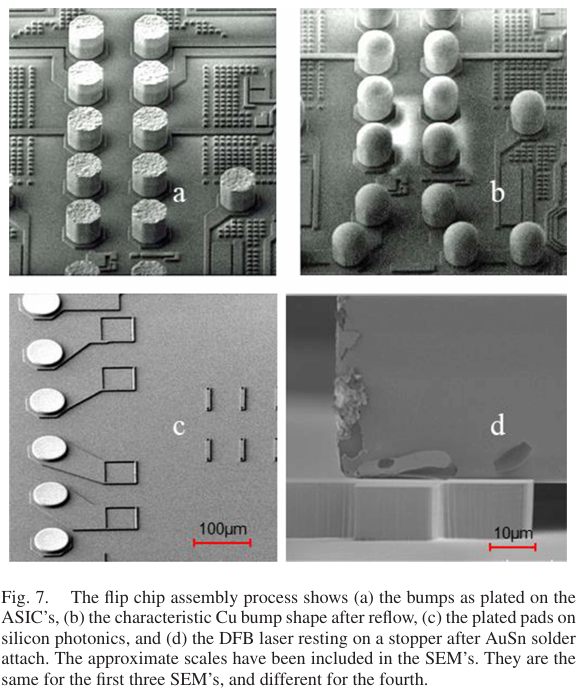 a
b
c
100µm
d
10µm
Fig. 7. The flip chip assembly process shows (a) the bumps as plated on the
ASIC's, (b) the characteristic Cu bump shape after reflow, (c) the plated pads on
silicon photonics, and (d) the DFB laser resting on a stopper after AuSn solder
attach. The approximate scales have been included in the SEM's. They are the
same for the first three SEM's, and different for the fourth.